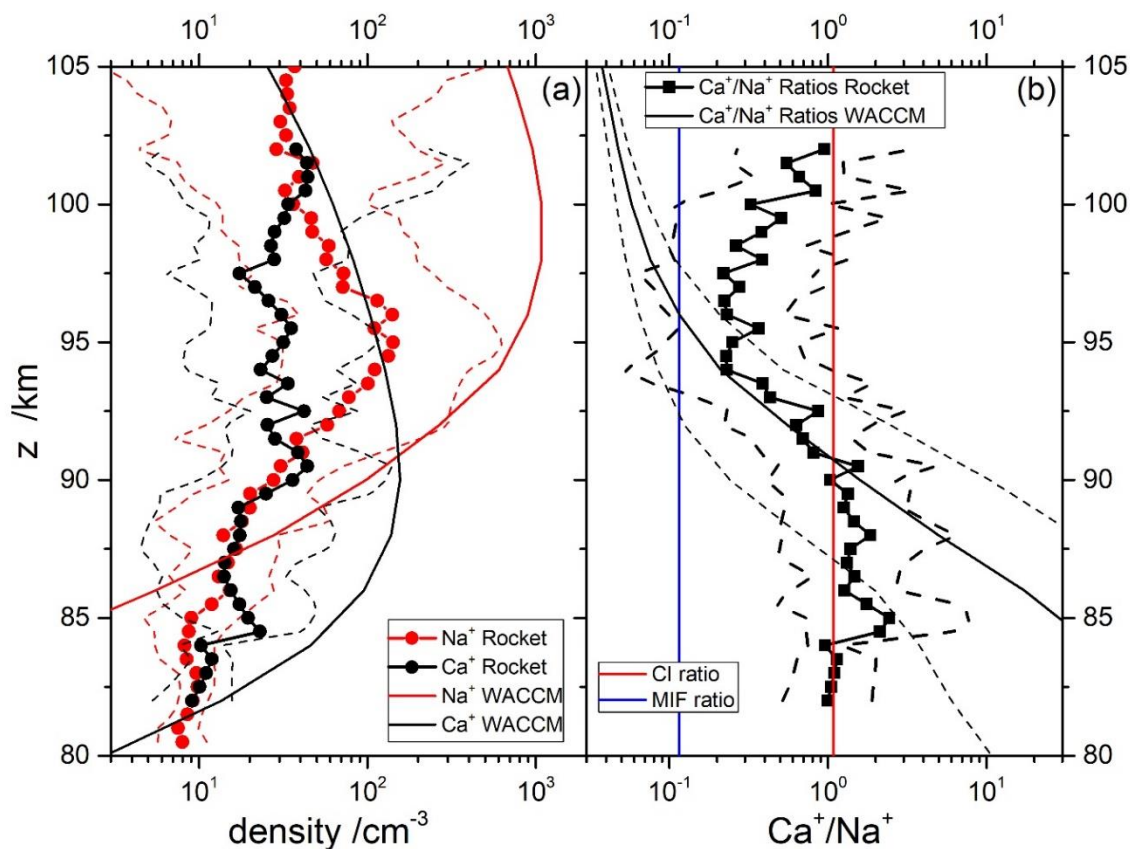 10¹ 10² 10³ 10⁻¹ 10⁰ 10¹
105 (a) (b) 105
Ca⁺/Na⁺ Ratios Rocket
Ca⁺/Na⁺ Ratios WACCM
100 100
95 95
z /km
90 90
85 85
Na⁺ Rocket
Ca⁺ Rocket
Na⁺ WACCM
Ca⁺ WACCM
CI ratio
MIF ratio
80 80
10¹ 10² 10³ 10⁻¹ 10⁰ 10¹
density /cm⁻³ Ca⁺/Na⁺